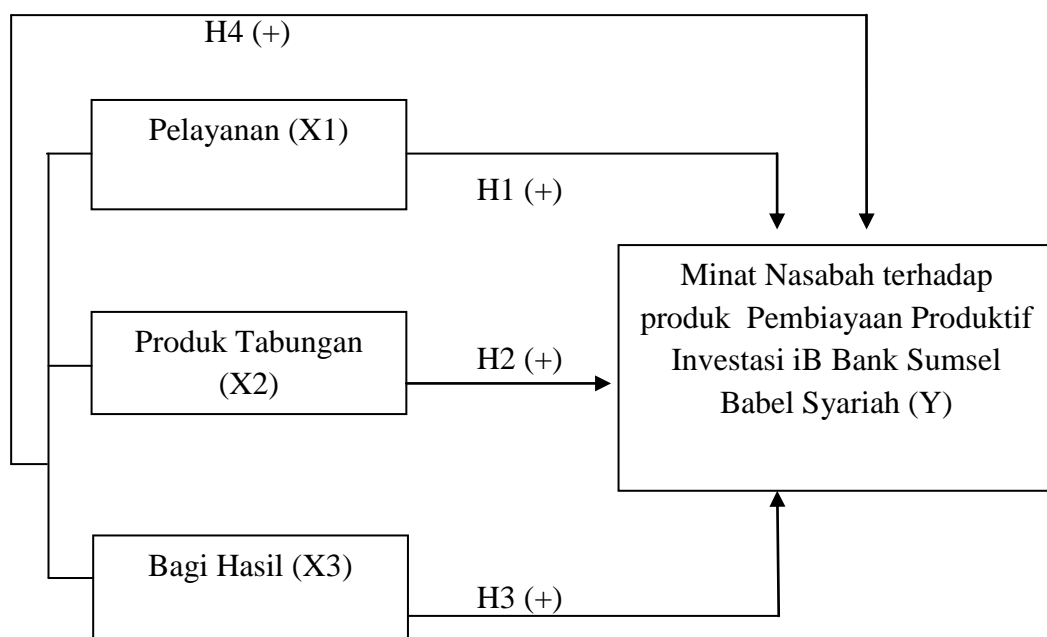 H4 (+)
Pelayanan (X1)
H1 (+)
Produk Tabungan
(X2)
H2 (+)
Minat Nasabah terhadap
produk Pembiayaan Produktif
Investasi iB Bank Sumsel
Babel Syariah (Y)
Bagi Hasil (X3)
H3 (+)